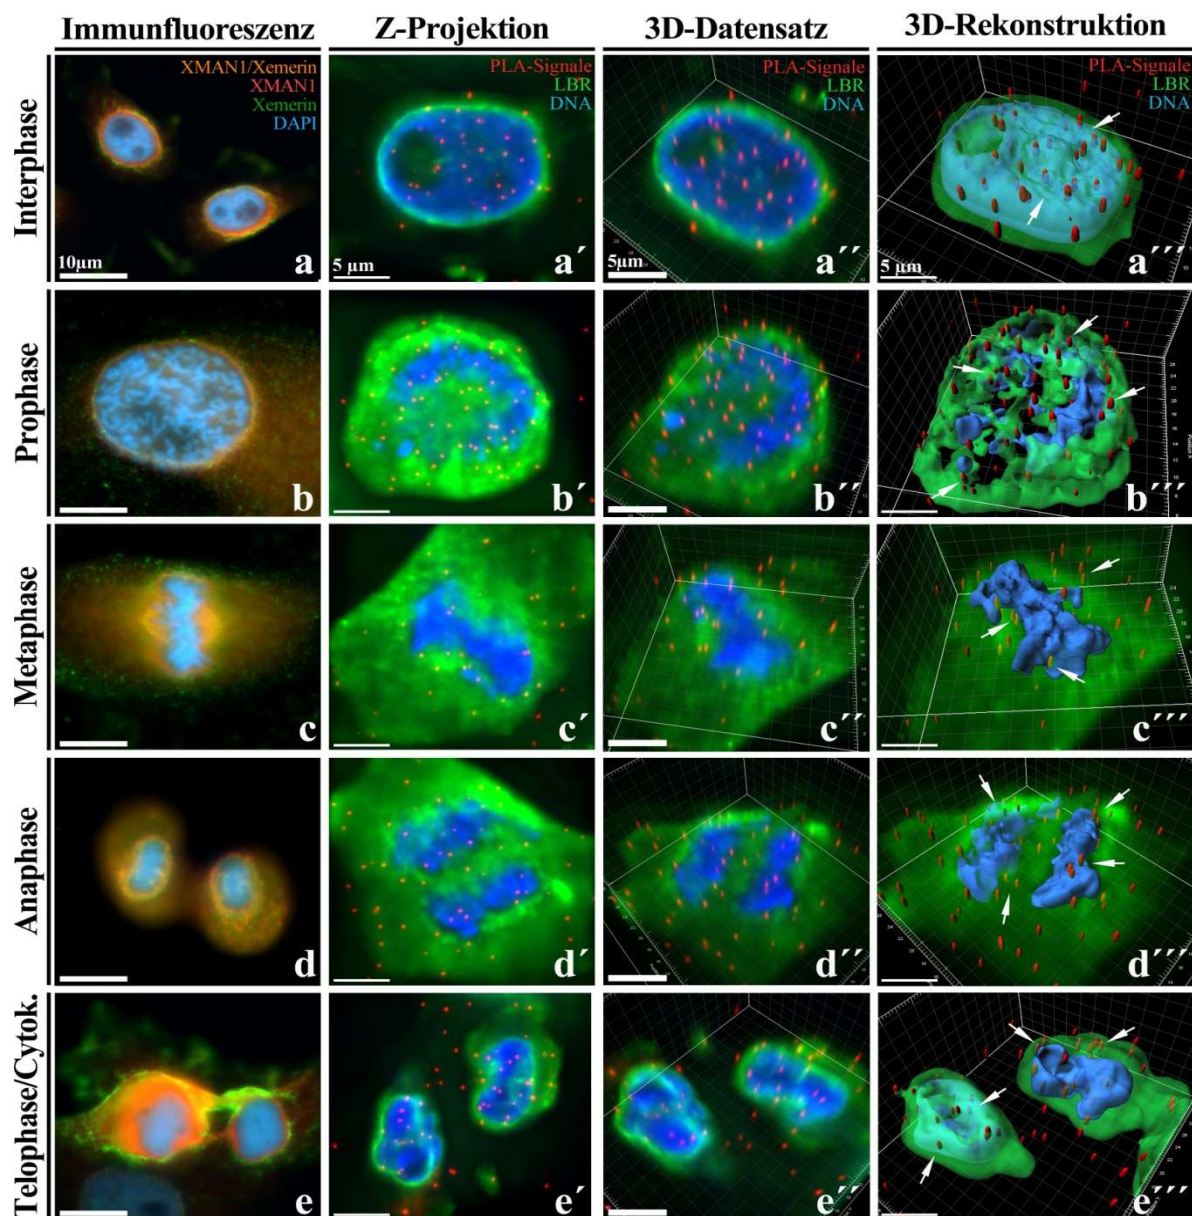 Immunfluoreszenz Z-Projektion 3D-Datensatz 3D-Rekonstruktion
Interphase
XMAN1/Xemerin
XMAN1
Xemerin
DAPI
10µm
a
PLA-Signale
LBR
DNA
5 µm
a´
PLA-Signale
LBR
DNA
5µm
a´´
PLA-Signale
LBR
DNA
5 µm
a´´´
Prophase
b
b´
b´´
b´´´
Metaphase
c
c´
c´´
c´´´
Anaphase
d
d´
d´´
d´´´
Telophase/Cytok.
e
e´
e´´
e´´´